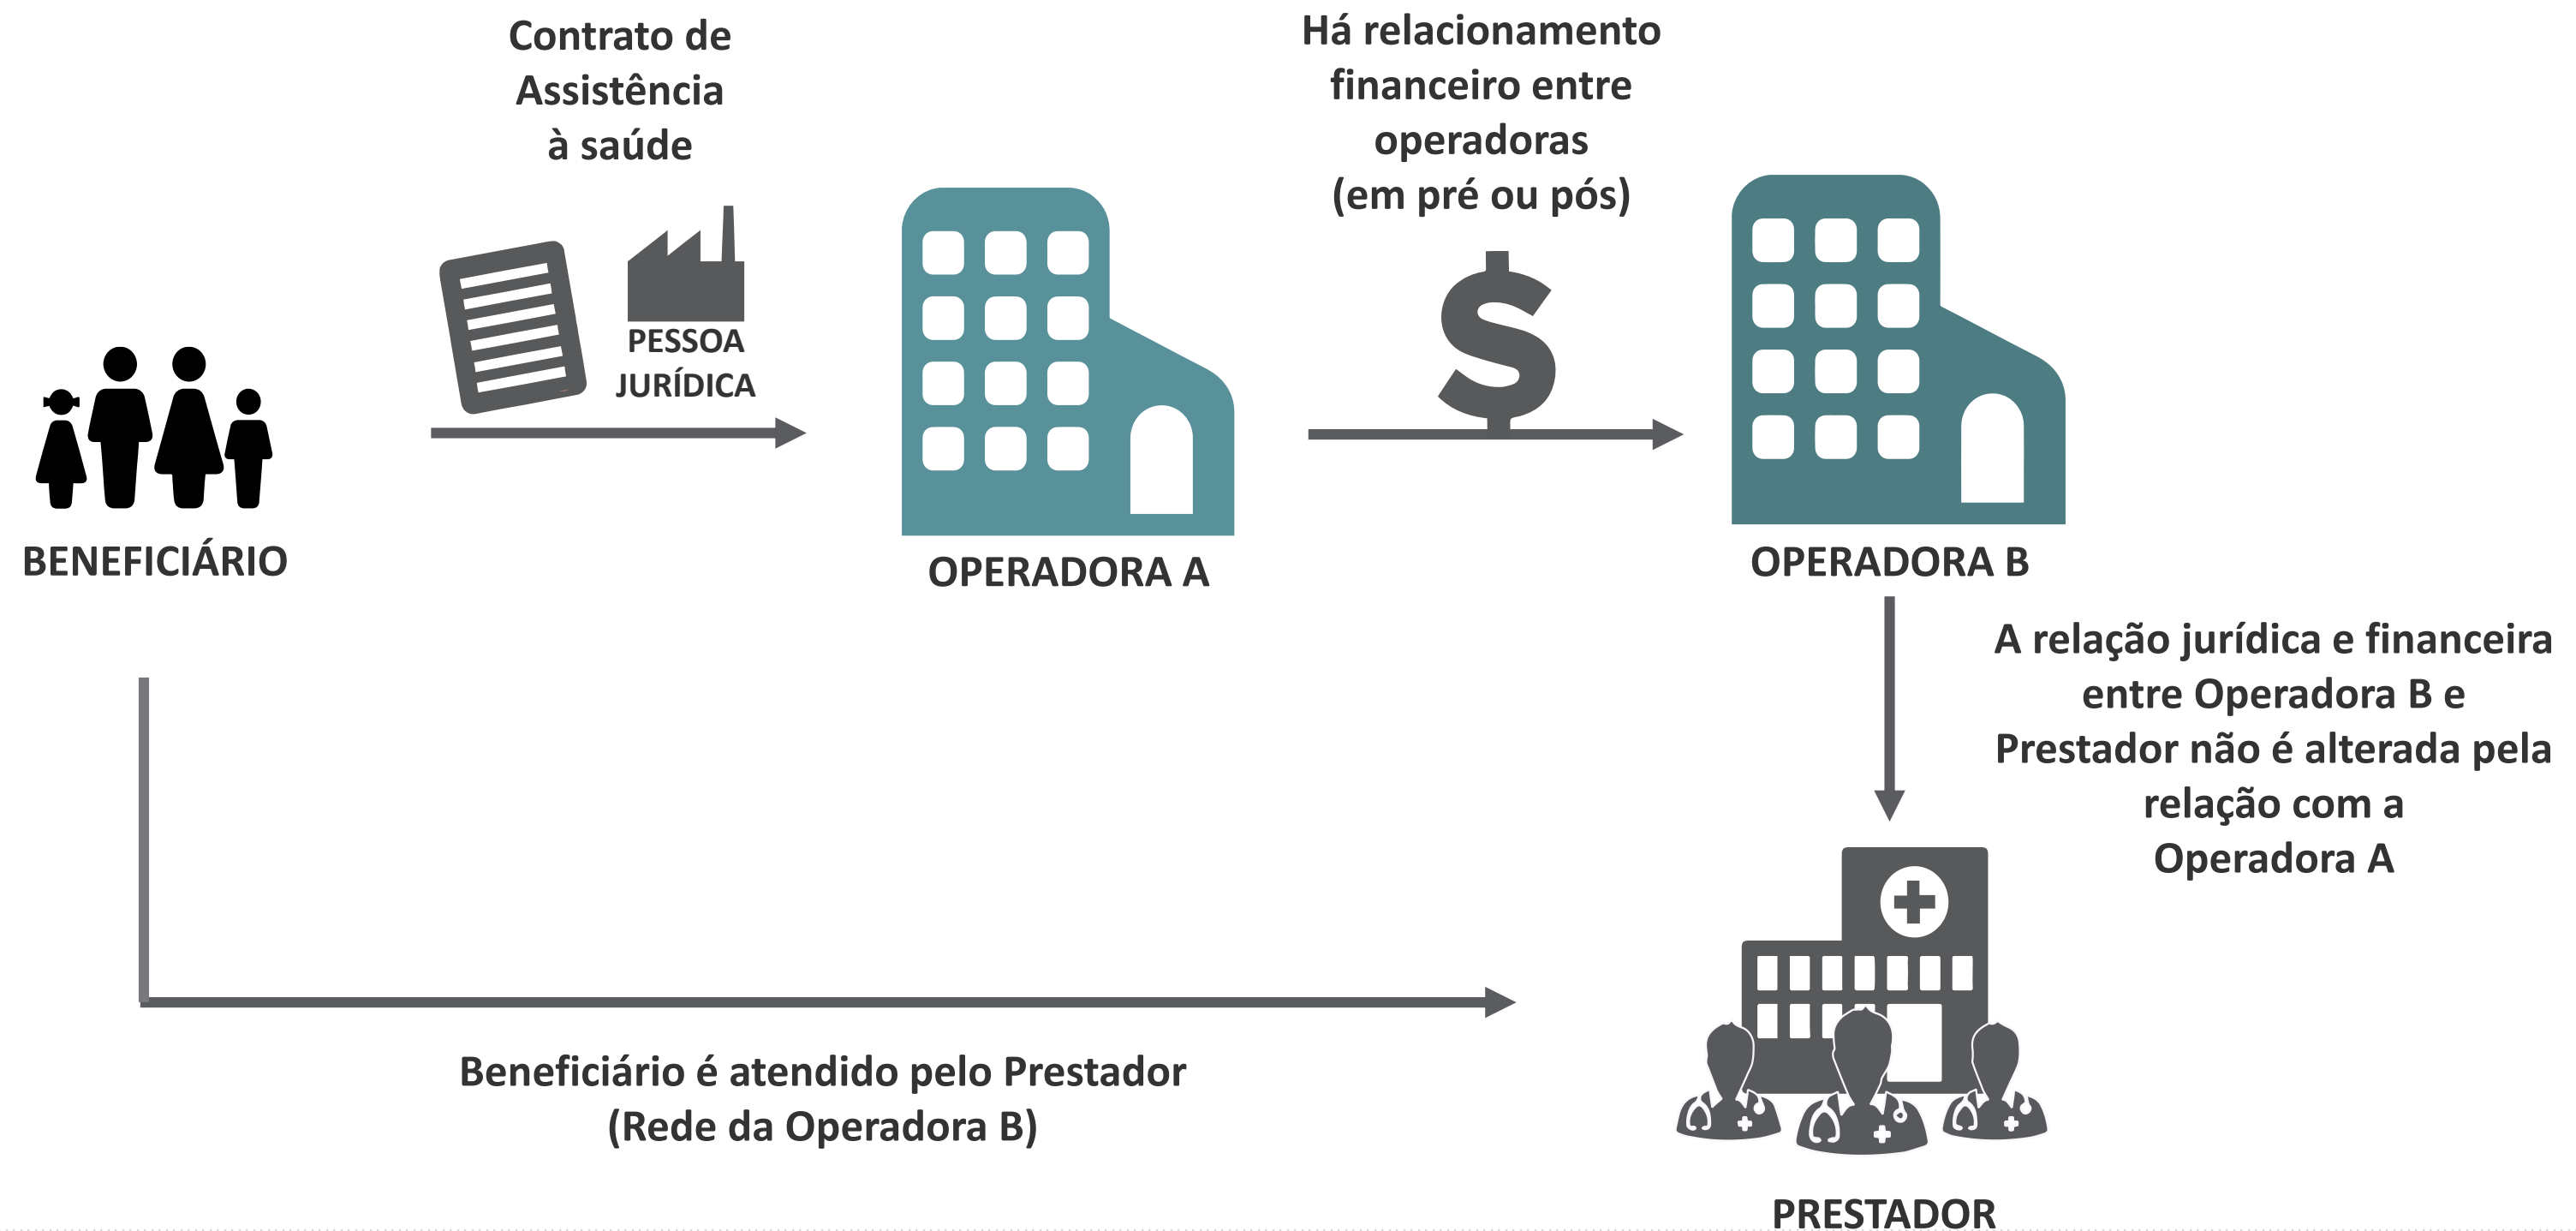 Contrato de
Assistência
à saúde
PESSOA
JURÍDICA
Há relacionamento
financeiro entre
operadoras
(em pré ou pós)
BENEFICIÁRIO
OPERADORA A
OPERADORA B
A relação jurídica e financeira
entre Operadora B e
Prestador não é alterada pela
relação com a
Operadora A
Beneficiário é atendido pelo Prestador
(Rede da Operadora B)
PRESTADOR